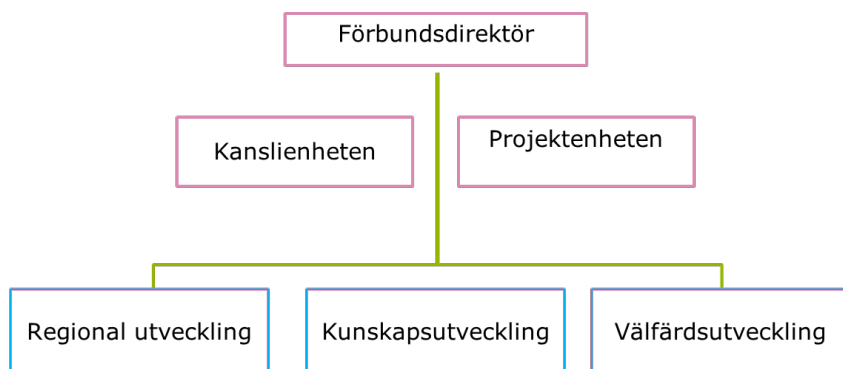 Förbundsdirektör
Kanslienheten
Projektenheten
Regional utveckling
Kunskapsutveckling
Välfärdsutveckling